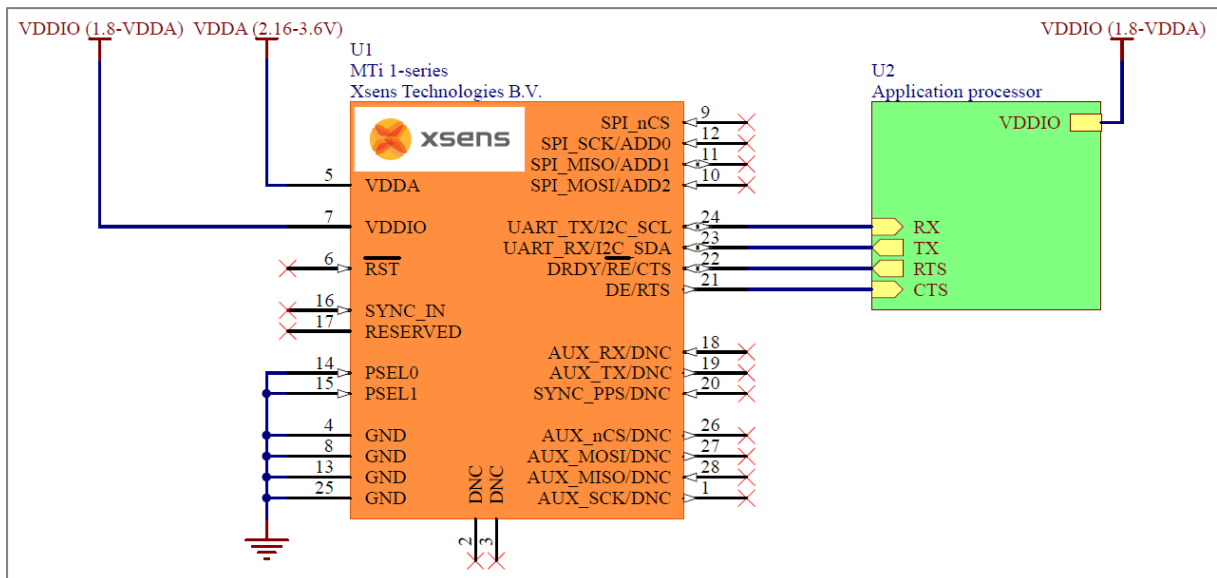 VDDIO (1.8-VDDA) VDDA (2.16-3.6V) VDDIO (1.8-VDDA)
U1
MTi 1-series
Xsens Technologies B.V.
U2
Application processor
xsens
VDDIO
9 SPI_nCS
12 SPI_SCK/ADD0
11 SPI_MISO/ADD1
10 SPI_MOSI/ADD2
5 VDDA
7 VDDIO
6 RST
16 SYNC_IN
17 RESERVED
14 PSEL0
15 PSEL1
4 GND
8 GND
13 GND
25 GND
UART_TX/I2C_SCL 24 RX
UART_RX/I2C_SDA 23 TX
DRDY/RE/CTS 22 RTS
DE/RTS 21 CTS
AUX_RX/DNC 18
AUX_TX/DNC 19
SYNC_PPS/DNC 20
AUX_nCS/DNC 26
AUX_MOSI/DNC 27
AUX_MISO/DNC 28
AUX_SCK/DNC 1
DNC 2
DNC 3